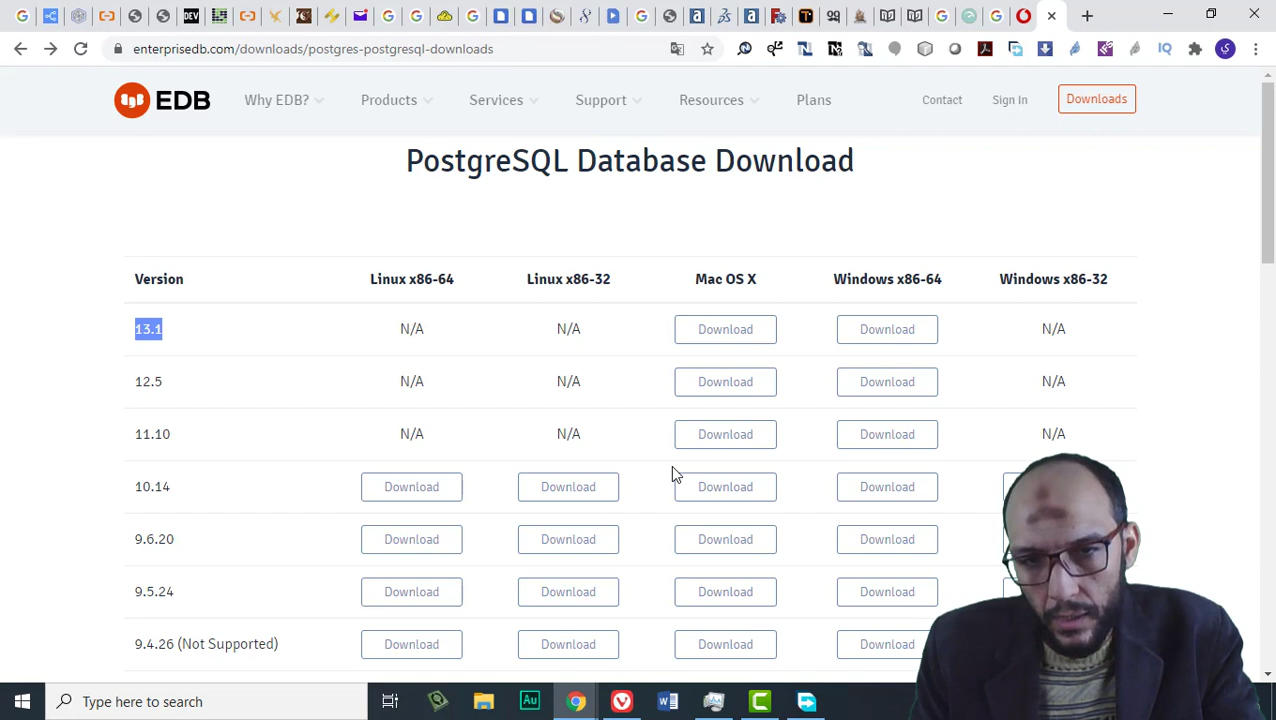 enterprisedb.com/downloads/postgres-postgresql-downloads
EDB Why EDB? Products Services Support Resources Plans Contact Sign In Downloads
PostgreSQL Database Download
Version Linux x86-64 Linux x86-32 Mac OS X Windows x86-64 Windows x86-32
13.1 N/A N/A Download Download N/A
12.5 N/A N/A Download Download N/A
11.10 N/A N/A Download Download N/A
10.14 Download Download Download Download
9.6.20 Download Download Download Download
9.5.24 Download Download Download Download
9.4.26 (Not Supported) Download Download Download Download
Type here to search